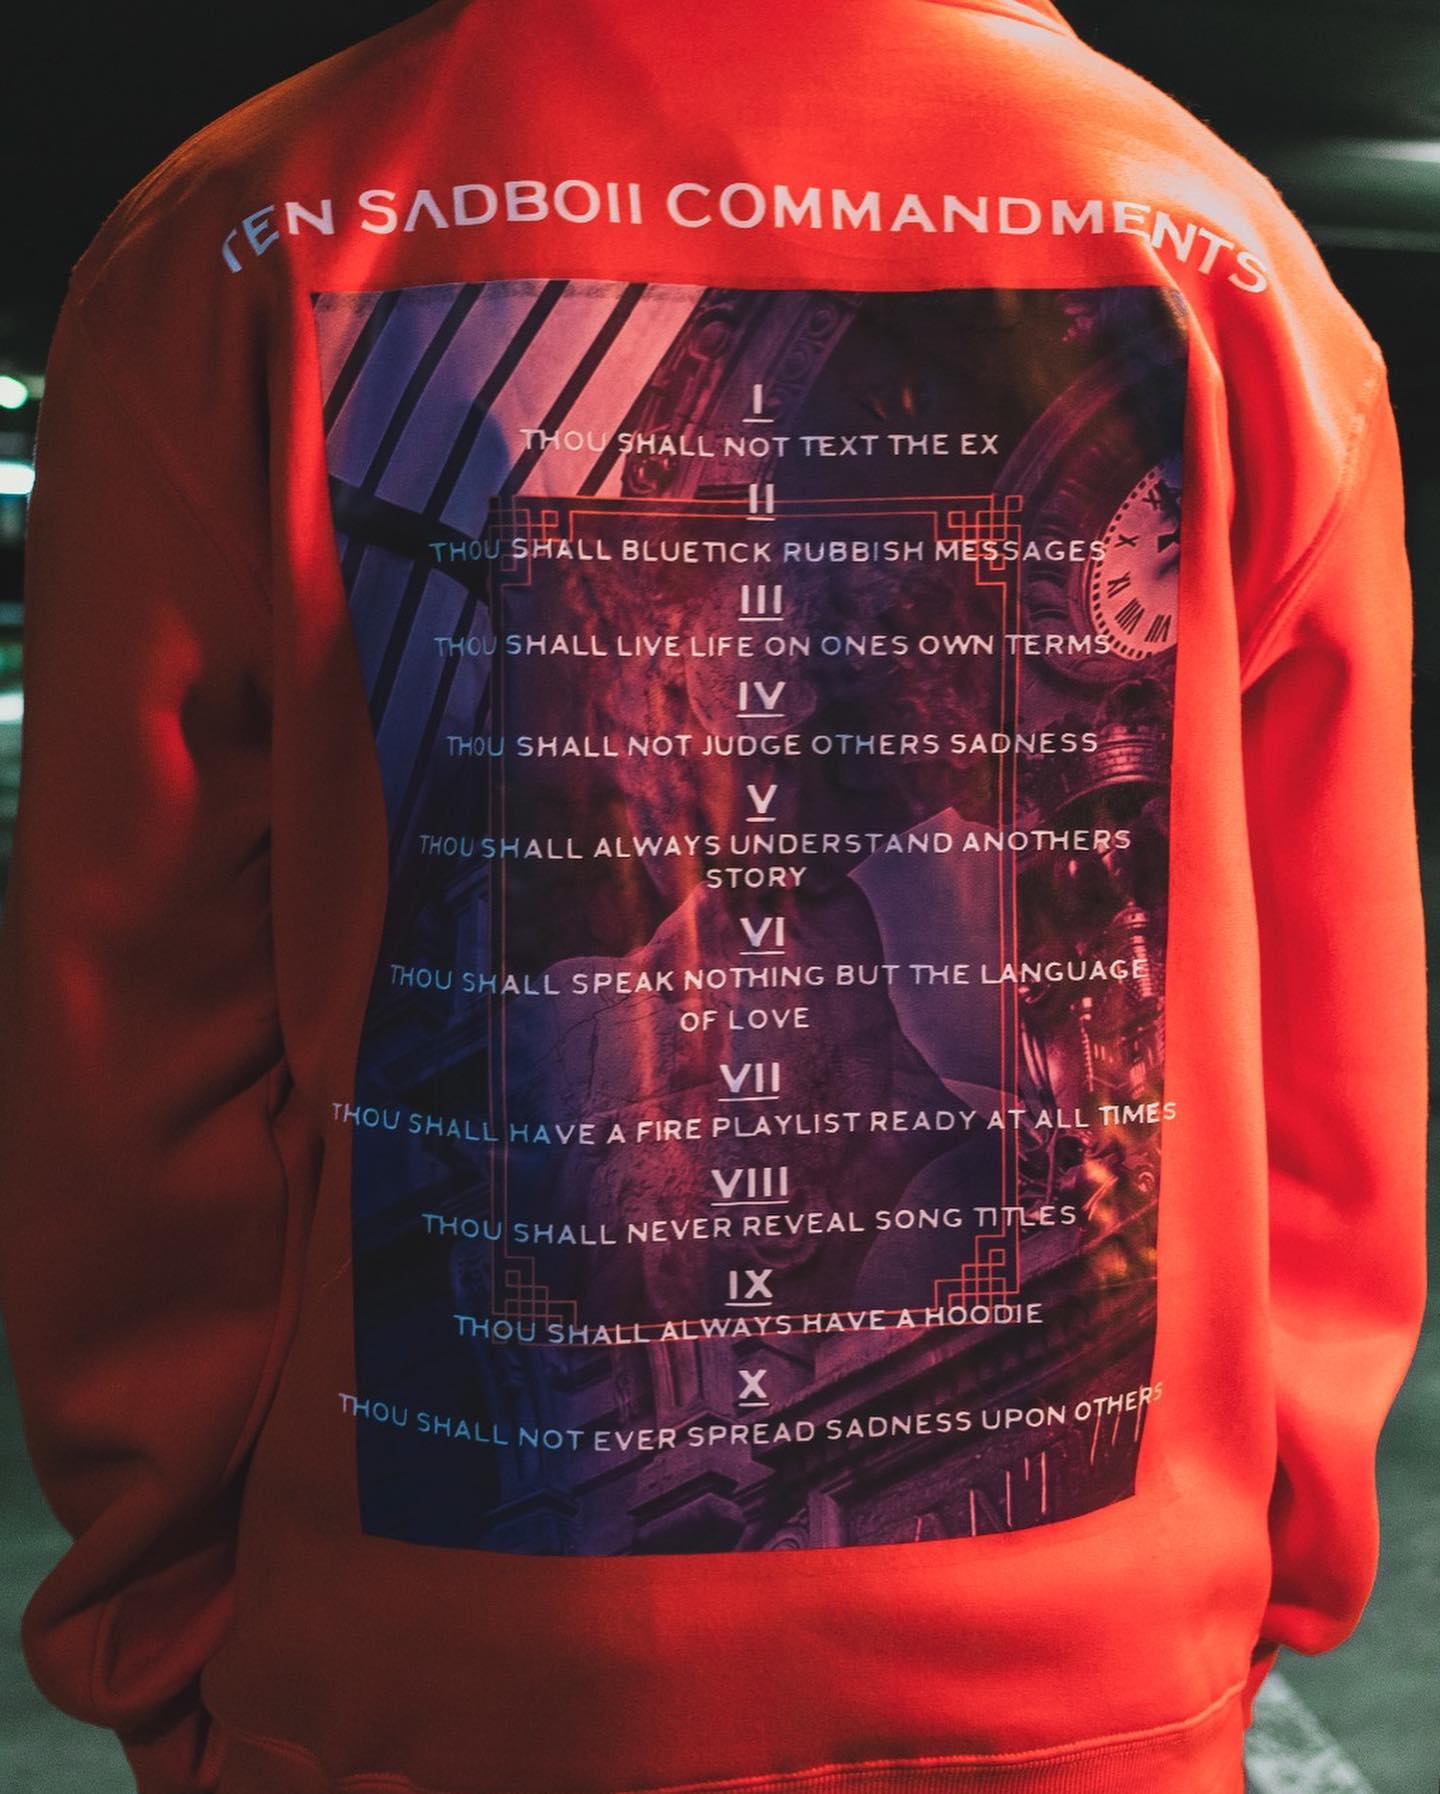 TEN SADBOII COMMANDMENTS
I
THOU SHALL NOT TEXT THE EX
II
THOU SHALL BLUETICK RUBBISH MESSAGES
III
THOU SHALL LIVE LIFE ON ONES OWN TERMS
IV
THOU SHALL NOT JUDGE OTHERS SADNESS
V
THOU SHALL ALWAYS UNDERSTAND ANOTHERS
STORY
VI
THOU SHALL SPEAK NOTHING BUT THE LANGUAGE
OF LOVE
VII
THOU SHALL HAVE A FIRE PLAYLIST READY AT ALL TIMES
VIII
THOU SHALL NEVER REVEAL SONG TITLES
IX
THOU SHALL ALWAYS HAVE A HOODIE
X
THOU SHALL NOT EVER SPREAD SADNESS UPON OTHERS